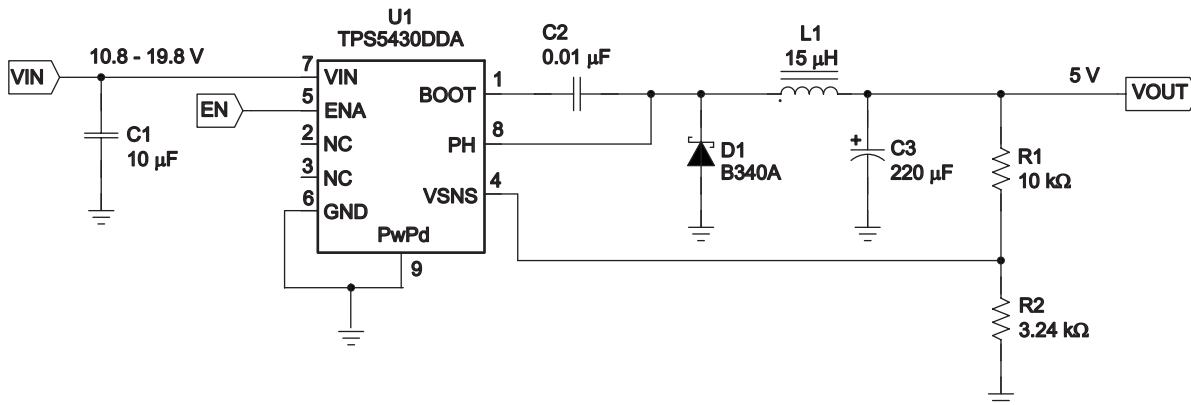 U1
TPS5430DDA
VIN
10.8 - 19.8 V
C1
10 µF
EN
7
5
2
3
6
VIN
ENA
NC
NC
GND
BOOT
PH
VSNS
PwPd
1
8
4
9
C2
0.01 µF
L1
15 µH
D1
B340A
+
C3
220 µF
5 V
VOUT
R1
10 kΩ
R2
3.24 kΩ